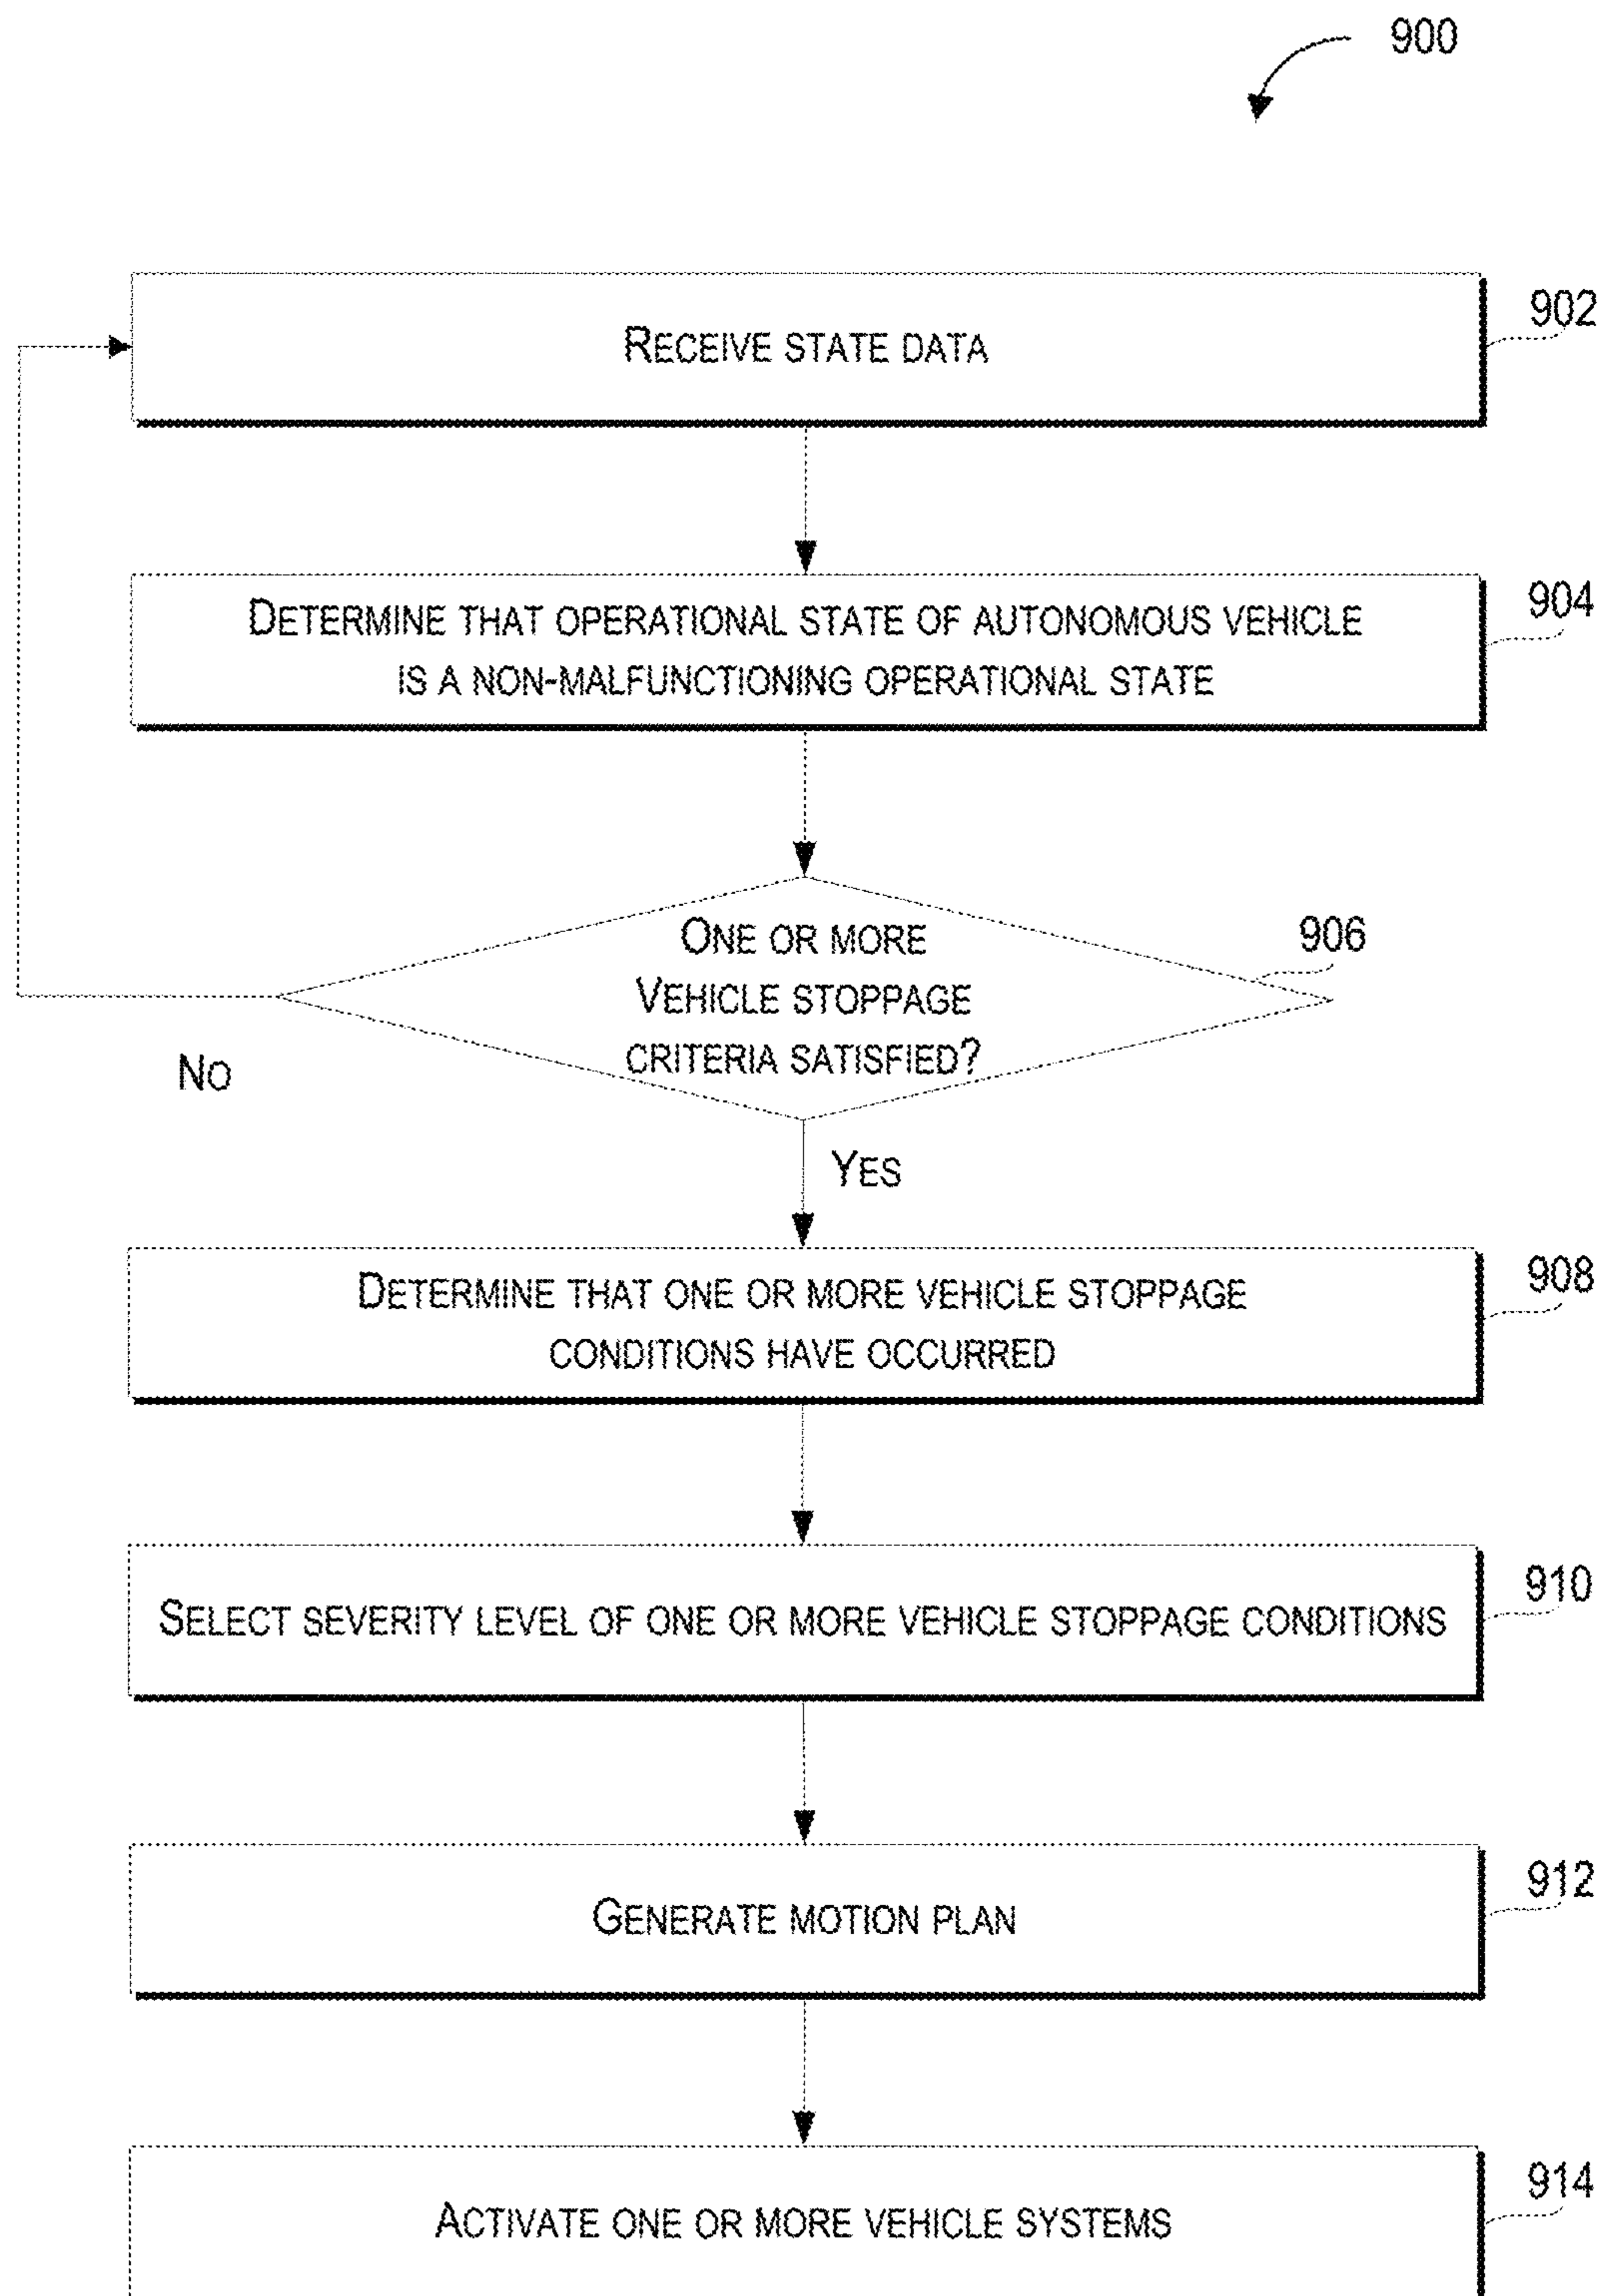 900
RECEIVE STATE DATA
902
DETERMINE THAT OPERATIONAL STATE OF AUTONOMOUS VEHICLE
IS A NON-MALFUNCTIONING OPERATIONAL STATE
904
ONE OR MORE
VEHICLE STOPPAGE
CRITERIA SATISFIED?
906
NO
YES
DETERMINE THAT ONE OR MORE VEHICLE STOPPAGE
CONDITIONS HAVE OCCURRED
908
SELECT SEVERITY LEVEL OF ONE OR MORE VEHICLE STOPPAGE CONDITIONS
910
GENERATE MOTION PLAN
912
ACTIVATE ONE OR MORE VEHICLE SYSTEMS
914